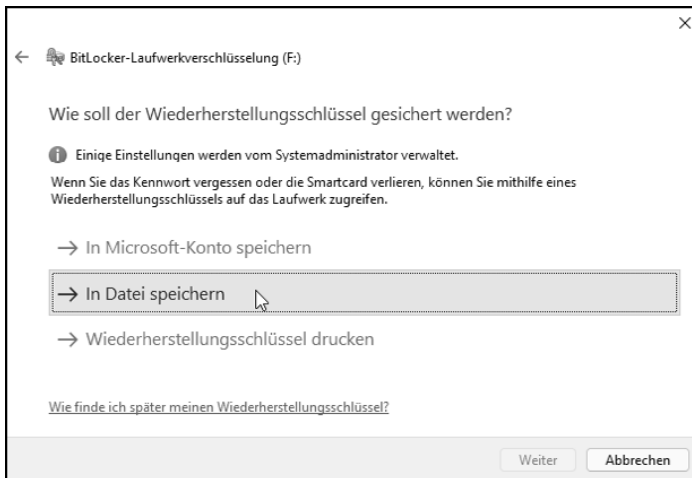 BitLocker-Laufwerkverschlüsselung (F:)
Wie soll der Wiederherstellungsschlüssel gesichert werden?
Einige Einstellungen werden vom Systemadministrator verwaltet.
Wenn Sie das Kennwort vergessen oder die Smartcard verlieren, können Sie mithilfe eines
Wiederherstellungsschlüssels auf das Laufwerk zugreifen.
→ In Microsoft-Konto speichern
→ In Datei speichern
→ Wiederherstellungsschlüssel drucken
Wie finde ich später meinen Wiederherstellungsschlüssel?
Weiter Abbrechen